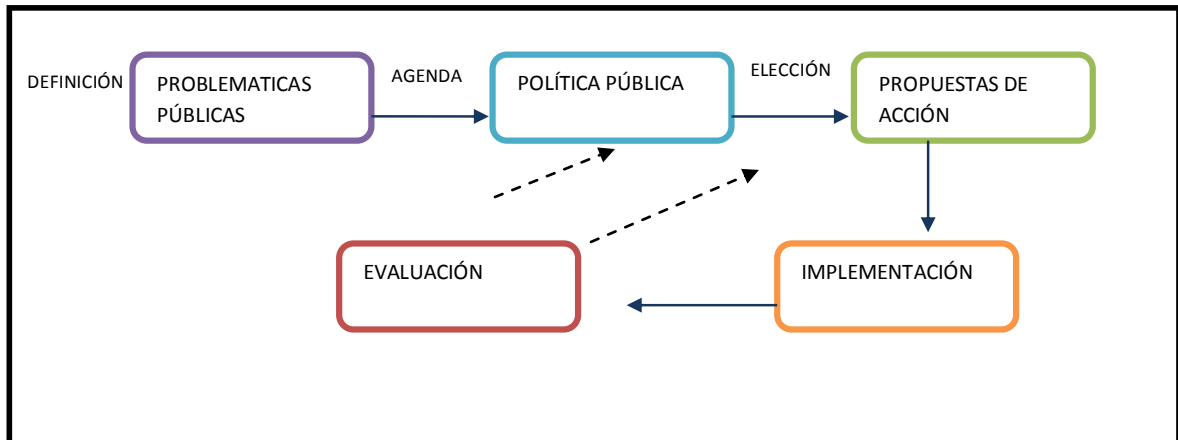 DEFINICIÓN
PROBLEMATICAS
PÚBLICAS
AGENDA
POLÍTICA PÚBLICA
ELECCIÓN
PROPUESTAS DE
ACCIÓN
EVALUACIÓN
IMPLEMENTACIÓN